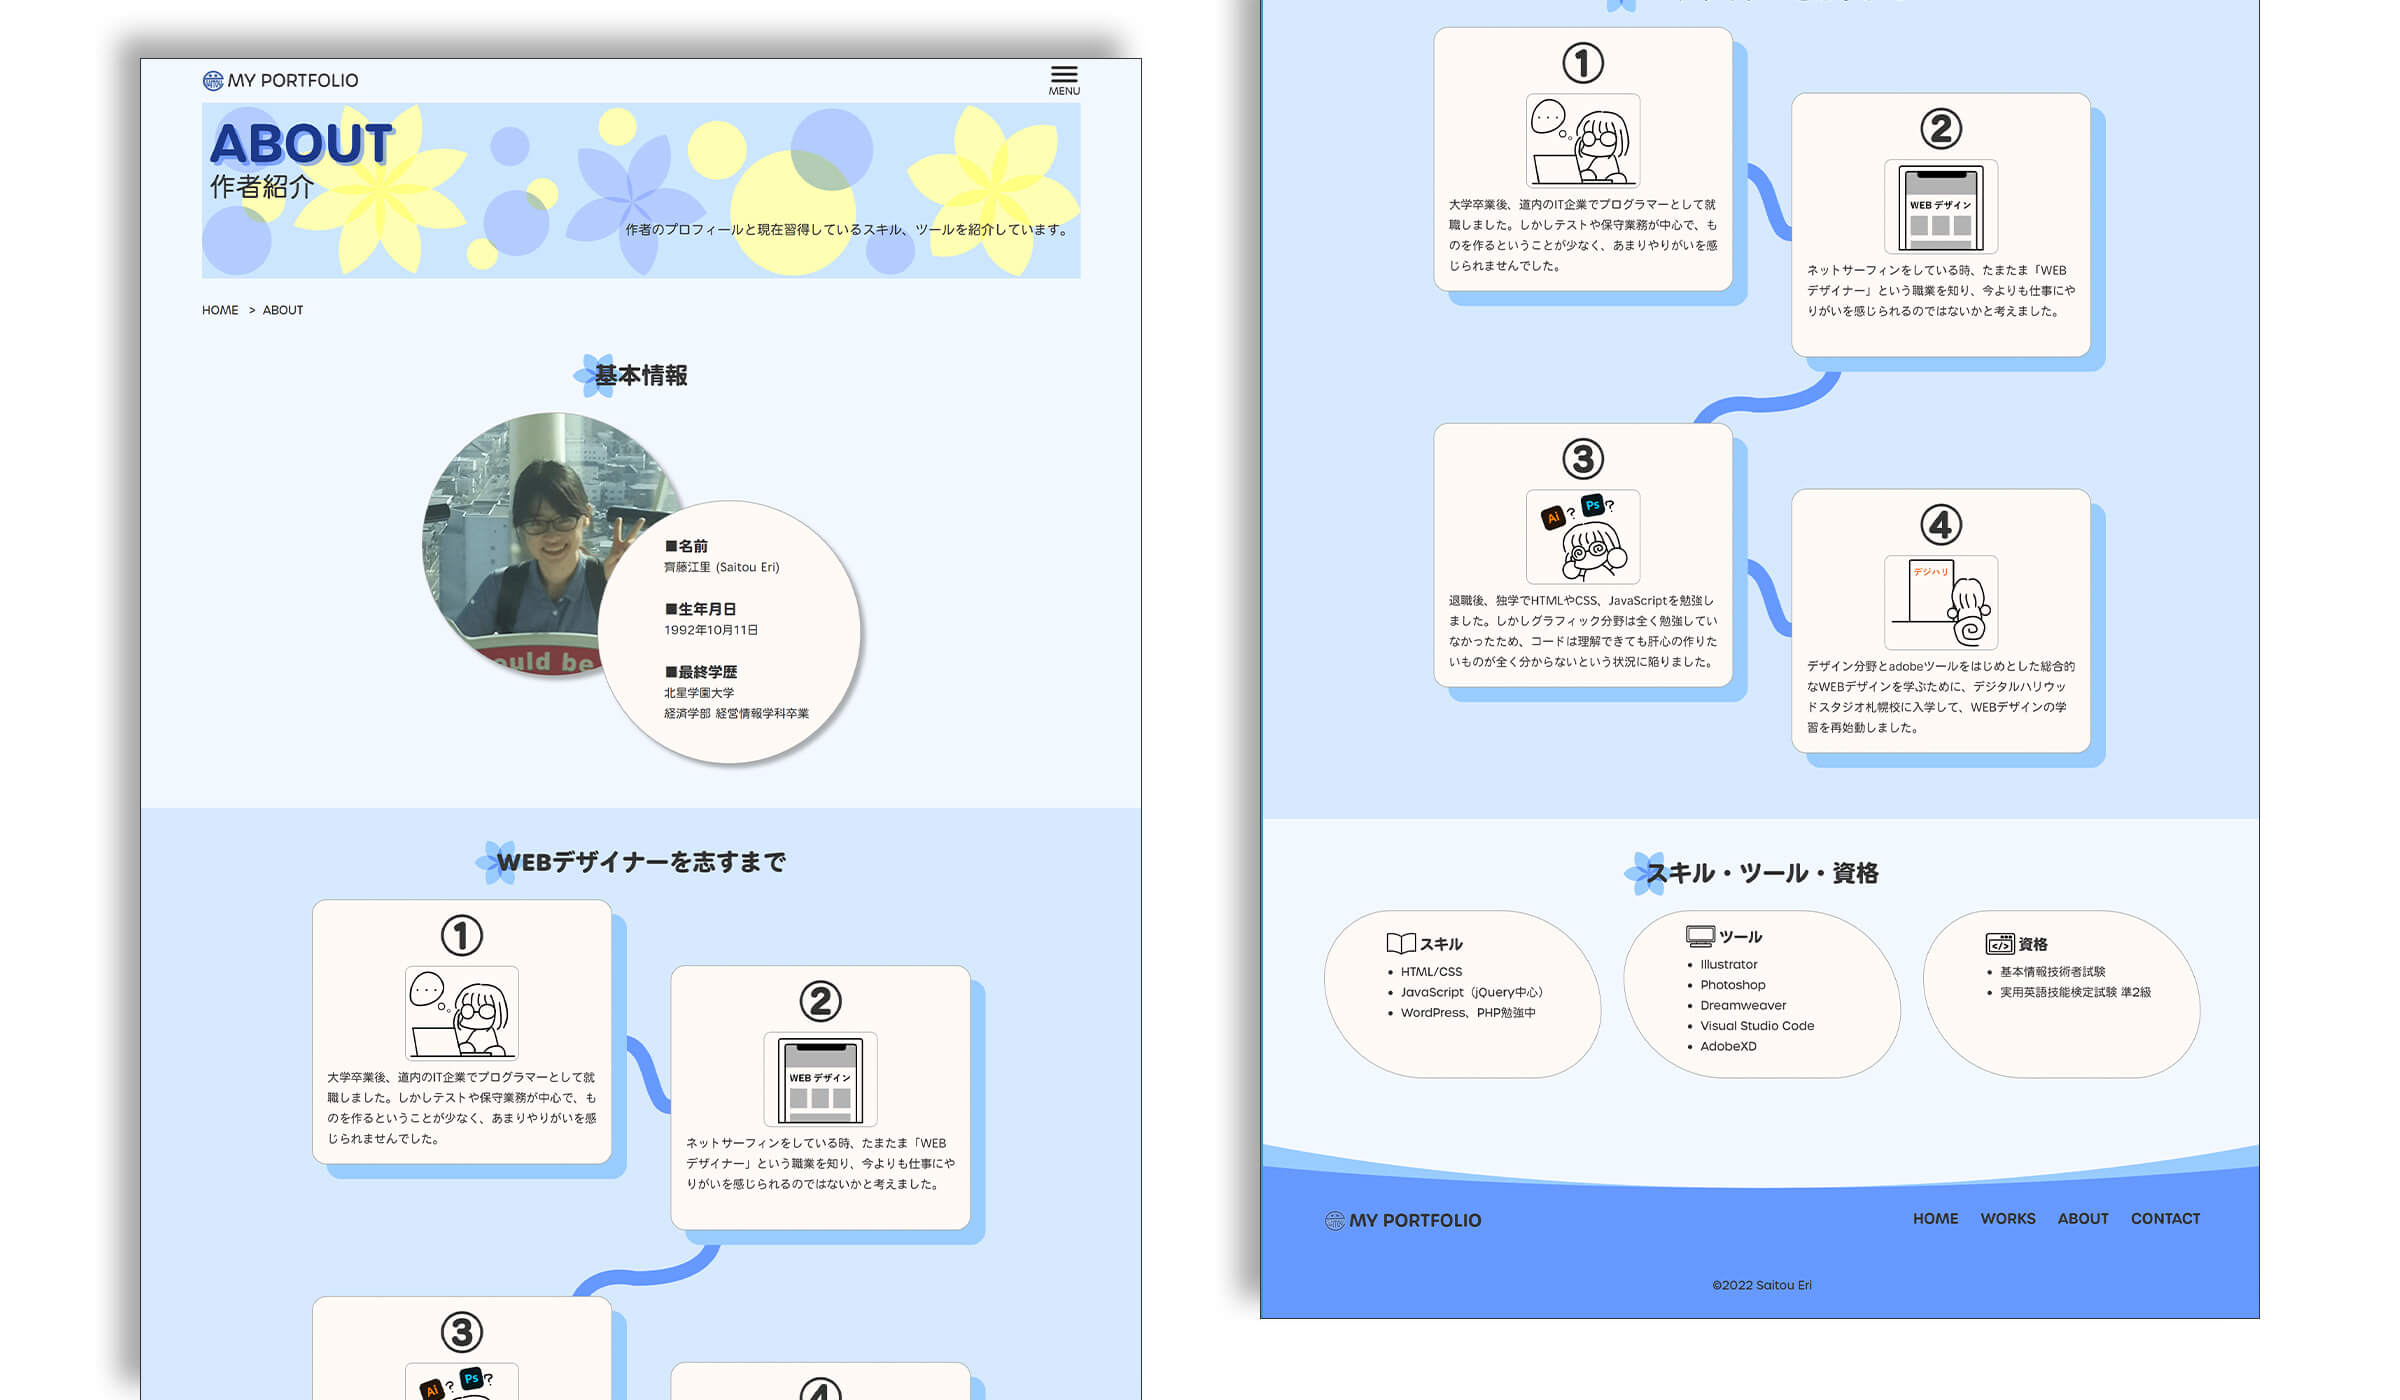 MY PORTFOLIO
MENU
ABOUT
作者紹介
作者のプロフィールと現在習得しているスキル、ツールを紹介しています。
HOME > ABOUT
基本情報
ould be
■名前
齊藤江里 (Saitou Eri)
■生年月日
1992年10月11日
■最終学歴
北星学園大学
経済学部 経営情報学科卒業
WEBデザイナーを志すまで
①
大学卒業後、道内のIT企業でプログラマーとして就
職しました。しかしテストや保守業務が中心で、も
のを作るということが少なく、あまりやりがいを感
じられませんでした。
②
WEB デザイン
ネットサーフィンをしている時、たまたま「WEB
デザイナー」という職業を知り、今よりも仕事にや
りがいを感じられるのではないかと考えました。
③
Ai ? Ps ?
④
①
大学卒業後、道内のIT企業でプログラマーとして就
職しました。しかしテストや保守業務が中心で、も
のを作るということが少なく、あまりやりがいを感
じられませんでした。
②
WEB デザイン
ネットサーフィンをしている時、たまたま「WEB
デザイナー」という職業を知り、今よりも仕事にや
りがいを感じられるのではないかと考えました。
③
Ai ? Ps ?
退職後、独学でHTMLやCSS、JavaScriptを勉強し
ました。しかしグラフィック分野は全く勉強してい
なかったため、コードは理解できても肝心の作りた
いものが全く分からないという状況に陥りました。
④
デジハリ
デザイン分野とadobeツールをはじめとした総合的
なWEBデザインを学ぶために、デジタルハリウッ
ドスタジオ札幌校に入学して、WEBデザインの学
習を再始動しました。
スキル・ツール・資格
スキル
• HTML/CSS
• JavaScript（jQuery中心）
• WordPress、PHP勉強中
ツール
• Illustrator
• Photoshop
• Dreamweaver
• Visual Studio Code
• AdobeXD
</> 資格
• 基本情報技術者試験
• 実用英語技能検定試験 準2級
MY PORTFOLIO
HOME WORKS ABOUT CONTACT
©2022 Saitou Eri